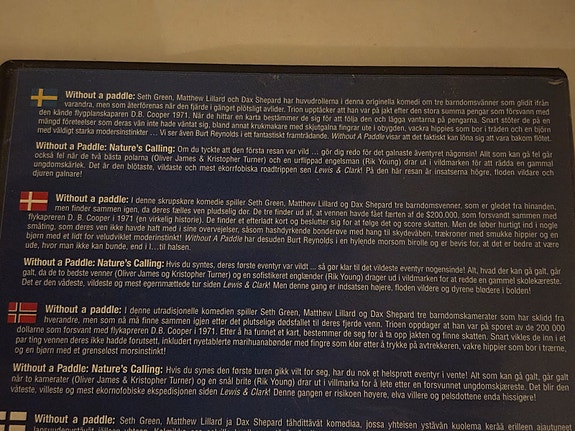 Without a paddle: Seth Green, Matthew Lillard och Dax Shepard har huvudrollerna i denna originella komedi om tre barndomsvänner som glidit ifrån
varandra, men som återförenas när den fjärde i gänget plötsligt avlider. Trion upptäcker att han var på jakt efter den stora summa pengar som försvann med
den kände flygplanskaparen D.B. Cooper 1971. När de hittar en karta bestämmer de sig för att följa den och lägga vantarna på pengarna. Snart stöter de på en
mängd företeelser som deras vän inte hade väntat sig, bland annat krukmakare med skjutgalna fingrar ute i obygden, vackra hippies som bor i träden och en björn
med väldigt starka modersinstinkter ... Vi ser även Burt Reynolds i ett fantastiskt framträdande. Without A Paddle visar att det faktiskt kan löna sig att vara bakom flötet.
Without a Paddle: Nature's Calling: Om du tyckte att den första resan var vild ... gör dig redo för det galnaste äventyret någonsin! Allt som kan gå fel går
också fel när de två bästa polarna (Oliver James & Kristopher Turner) och en urflippad engelsman (Rik Young) drar ut i vildmarken för att rädda en gammal
ungdomskärlek. Det är den blötaste, vildaste och mest ekorrfobiska roadtrippen sen Lewis & Clark! På den här resan är insatserna högre, floden vildare och
djuren galnare!
Without a paddle: I denne skrupskøre komedie spiller Seth Green, Matthew Lillard og Dax Shepard tre barndomsvenner, som er gledet fra hinanden,
men finder sammen igen, da deres fælles ven pludselig dør. De tre finder ud af, at vennen havde fået færten af de $200,000, som forsvandt sammen med
flykapreren D. B. Cooper i 1971 (en virkelig historie). De finder et efterladt kort og beslutter sig for at følge det og score skatten. Men de løber hurtigt ind i nogle
småting, som deres ven ikke havde haft med i sine overvejelser, såsom hashdyrkende bonderøve med hang til skydevåben, trækroner med smukke hippier og en
bjørn med et lidt for veludviklet moderinstinkt! Without A Paddle har desuden Burt Reynolds i en hylende morsom birolle og er bevis for, at det er bedre at være
ude, hvor man ikke kan bunde, end i l... til halsen.
Without a Paddle: Nature's Calling: Hvis du syntes, deres første eventyr var vildt ... så gør klar til det vildeste eventyr nogensinde! Alt, hvad der kan gå galt, går
galt, da de to bedste venner (Oliver James og Kristopher Turner) og en sofistikeret englænder (Rik Young) drager ud i vildmarken for at redde en gammel skolekæreste.
Det er den vådeste, vildeste og mest egernmættede tur siden Lewis & Clark! Men denne gang er indsatsen højere, floden vildere og dyrene blødere i bolden!
Without a paddle: I denne utradisjonelle komedien spiller Seth Green, Matthew Lillard og Dax Shepard tre barndomskamerater som har sklidd fra
hverandre, men som nå må finne sammen igjen etter det plutselige dødsfallet til deres fjerde venn. Trioen oppdager at han var på sporet av de 200 000
dollarne som forsvant med flykapreren D.B. Cooper i 1971. Etter å ha funnet et kart, bestemmer de seg for å ta opp jakten og finne skatten. Snart vikles de inn i et
par ting vennen deres ikke hadde forutsett, inkludert nyetablerte marihuanabønder med fingre som klør etter å trykke på avtrekkeren, vakre hippier som bor i trærne,
og en bjørn med et grenseløst morsinstinkt!
Without a Paddle: Nature's Calling: Hvis du synes den første turen gikk vilt for seg, har du nok et helsprøtt eventyr i vente! Alt som kan gå galt, går galt
når to kamerater (Oliver James & Kristopher Turner) og en snål brite (Rik Young) drar ut i villmarka for å lete etter en forsvunnet ungdomskjæreste. Det blir den
våteste, villeste og mest ekornofobiske ekspedisjonen siden Lewis & Clark! Denne gangen er risikoen høyere, elva villere og pelsdottene enda hissigere!
Without a paddle: Seth Green, Matthew Lillard ja Dax Shepard tähdittävät komediaa, jossa yhteisen ystävän kuolema kerää erilleen ajautuneet